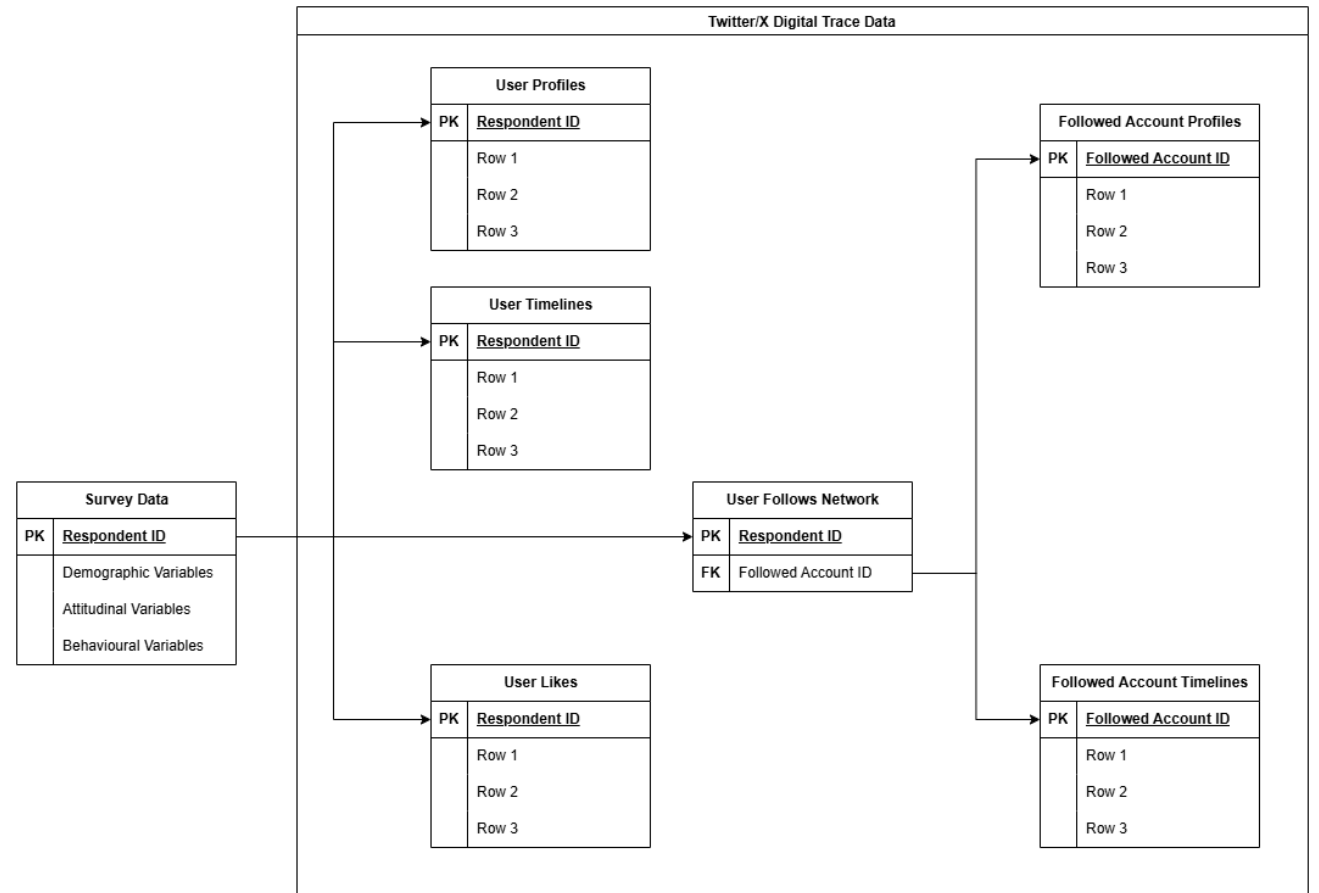 Twitter/X Digital Trace Data
User Profiles
PK Respondent ID
Row 1
Row 2
Row 3
User Timelines
PK Respondent ID
Row 1
Row 2
Row 3
Survey Data
PK Respondent ID
Demographic Variables
Attitudinal Variables
Behavioural Variables
User Follows Network
PK Respondent ID
FK Followed Account ID
User Likes
PK Respondent ID
Row 1
Row 2
Row 3
Followed Account Profiles
PK Followed Account ID
Row 1
Row 2
Row 3
Followed Account Timelines
PK Followed Account ID
Row 1
Row 2
Row 3